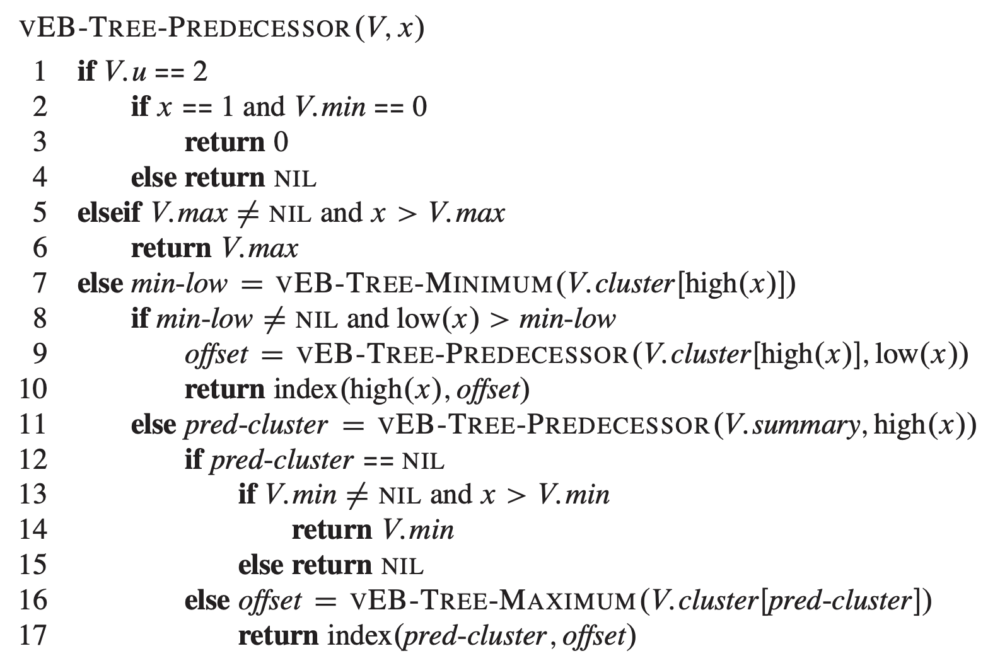 VEB-TREE-PREDECESSOR(V, x)
1 if V.u == 2
2 if x == 1 and V.min == 0
3 return 0
4 else return NIL
5 elseif V.max ≠ NIL and x > V.max
6 return V.max
7 else min-low = VEB-TREE-MINIMUM(V.cluster[high(x)])
8 if min-low ≠ NIL and low(x) > min-low
9 offset = VEB-TREE-PREDECESSOR(V.cluster[high(x)], low(x))
10 return index(high(x), offset)
11 else pred-cluster = VEB-TREE-PREDECESSOR(V.summary, high(x))
12 if pred-cluster == NIL
13 if V.min ≠ NIL and x > V.min
14 return V.min
15 else return NIL
16 else offset = VEB-TREE-MAXIMUM(V.cluster[pred-cluster])
17 return index(pred-cluster, offset)